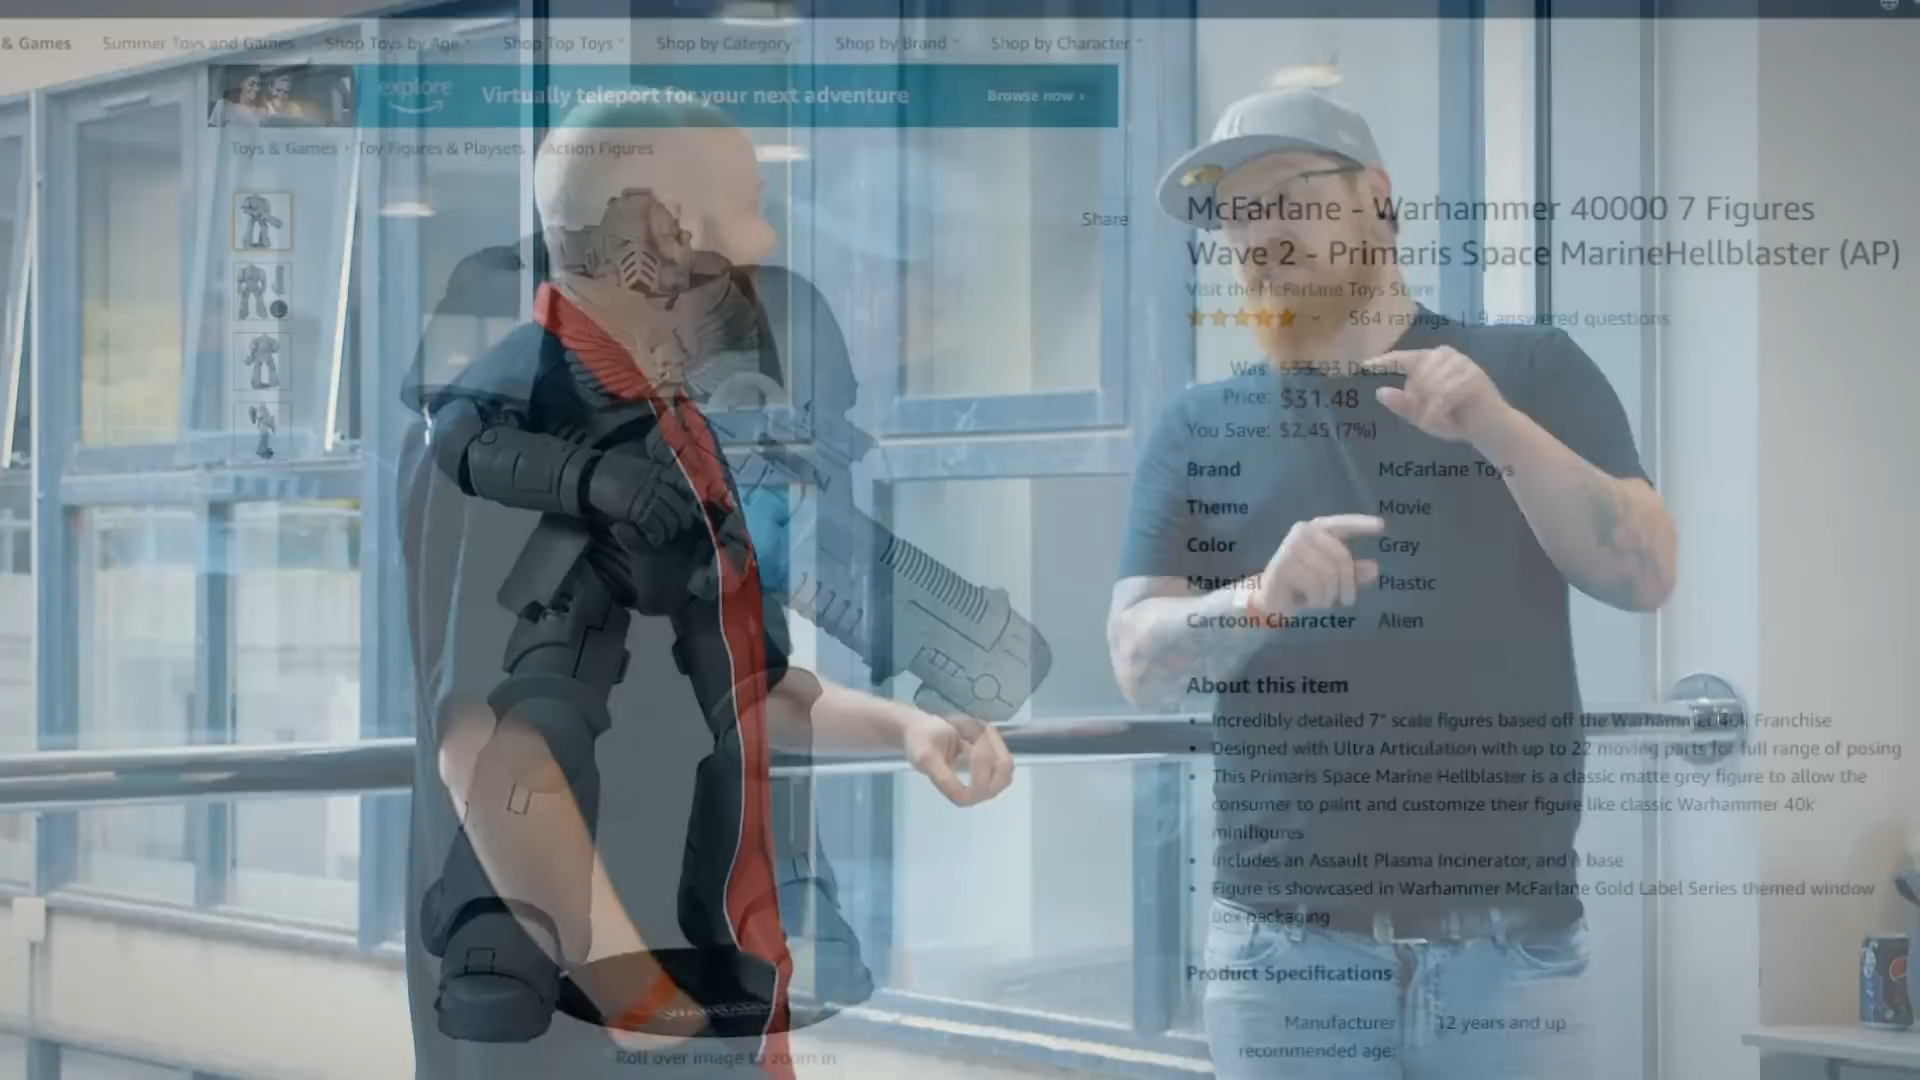 & Games Summer Toys and Games Shop Toys by Age Shop Top Toys Shop by Category Shop by Brand Shop by Character
explore Virtually teleport for your next adventure Browse now ›
Toys & Games › Toy Figures & Playsets › Action Figures
Share
McFarlane - Warhammer 40000 7 Figures
Wave 2 - Primaris Space MarineHellblaster (AP)
Visit the McFarlane Toys Store
564 ratings | 9 answered questions
Was: $33.93 Details
Price: $31.48
You Save: $2.45 (7%)
Brand McFarlane Toys
Theme Movie
Color Gray
Material Plastic
Cartoon Character Alien
About this item
• Incredibly detailed 7" scale figures based off the Warhammer 40k Franchise
• Designed with Ultra Articulation with up to 22 moving parts for full range of posing
• This Primaris Space Marine Hellblaster is a classic matte grey figure to allow the
consumer to paint and customize their figure like classic Warhammer 40k
minifigures
• Includes an Assault Plasma Incinerator, and A base
• Figure is showcased in Warhammer McFarlane Gold Label Series themed window
box packaging
Product Specifications
Manufacturer 12 years and up
recommended age:
Roll over image to zoom in